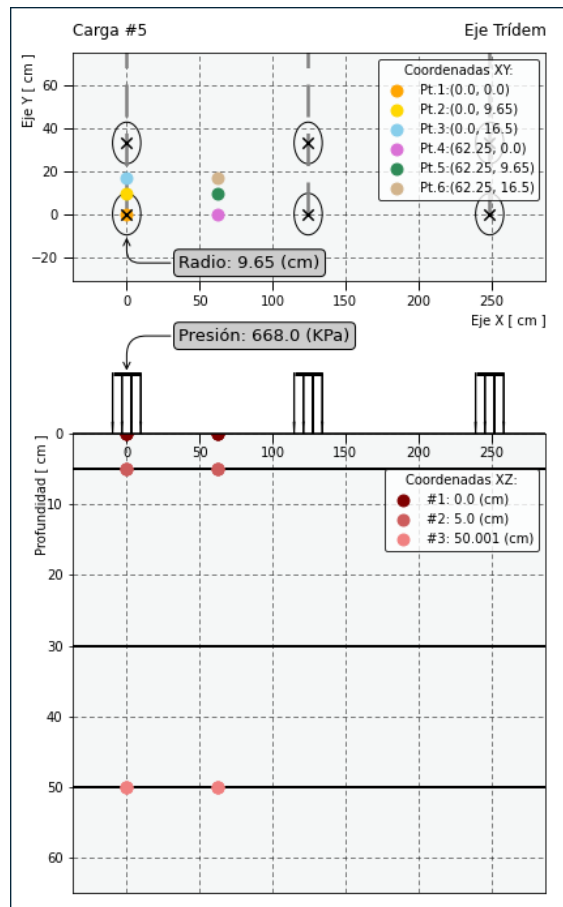 Carga #5
Eje Trídem
Eje Y [ cm ]
60
40
20
0
−20
Coordenadas XY:
Pt.1:(0.0, 0.0)
Pt.2:(0.0, 9.65)
Pt.3:(0.0, 16.5)
Pt.4:(62.25, 0.0)
Pt.5:(62.25, 9.65)
Pt.6:(62.25, 16.5)
Radio: 9.65 (cm)
0
50
100
150
200
250
Eje X [ cm ]
Presión: 668.0 (KPa)
Profundidad [ cm ]
0
10
20
30
40
50
60
0
50
100
150
200
250
Coordenadas XZ:
#1: 0.0 (cm)
#2: 5.0 (cm)
#3: 50.001 (cm)